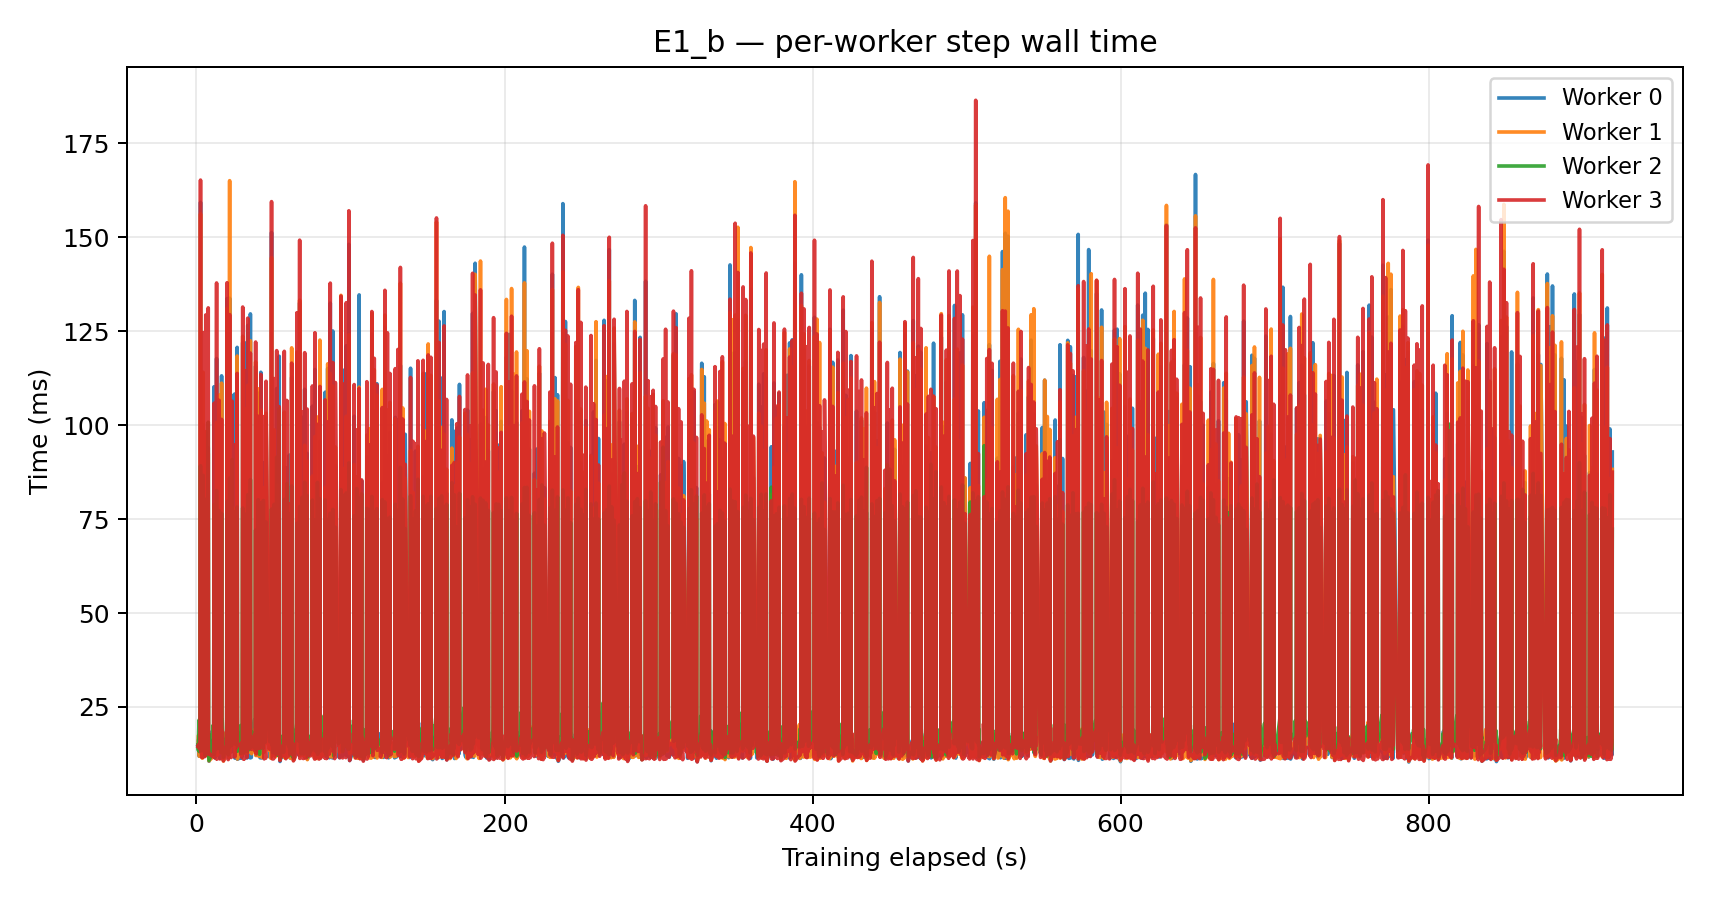 E1_b — per-worker step wall time
Worker 0
Worker 1
Worker 2
Worker 3
Time (ms)
175
150
125
100
75
50
25
0
200
400
600
800
Training elapsed (s)